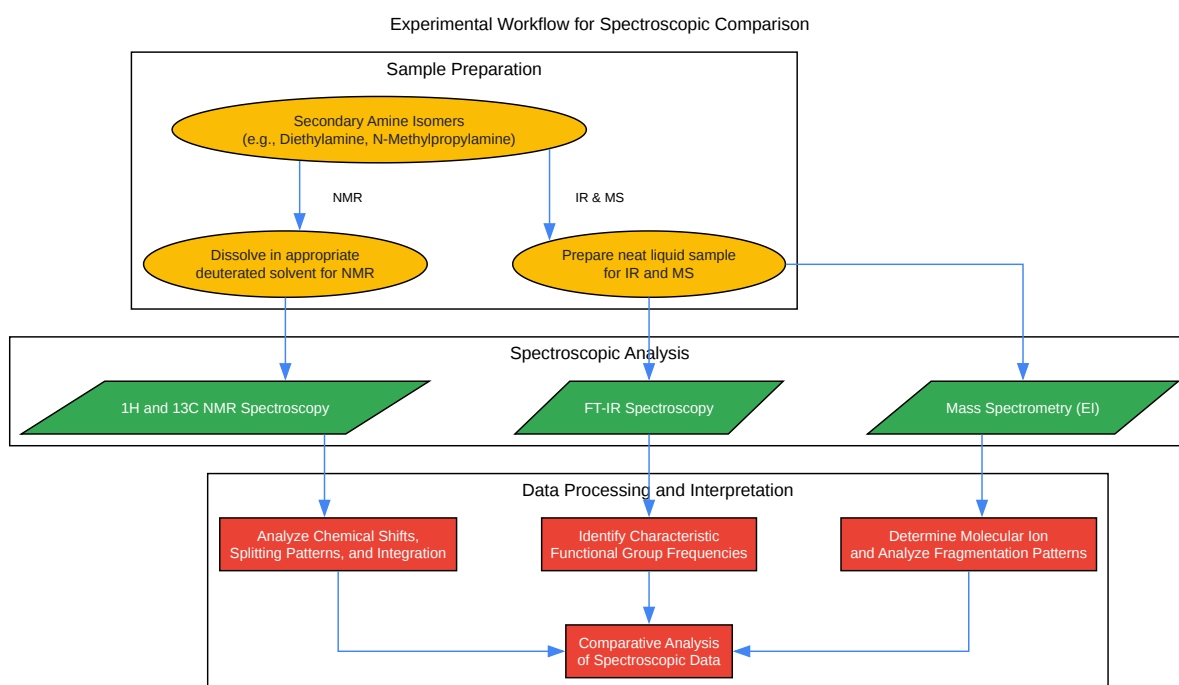 Experimental Workflow for Spectroscopic Comparison
Sample Preparation
Secondary Amine Isomers
(e.g., Diethylamine, N-Methylpropylamine)
NMR
IR & MS
Dissolve in appropriate
deuterated solvent for NMR
Prepare neat liquid sample
for IR and MS
Spectroscopic Analysis
1H and 13C NMR Spectroscopy
FT-IR Spectroscopy
Mass Spectrometry (EI)
Data Processing and Interpretation
Analyze Chemical Shifts,
Splitting Patterns, and Integration
Identify Characteristic
Functional Group Frequencies
Determine Molecular Ion
and Analyze Fragmentation Patterns
Comparative Analysis
of Spectroscopic Data